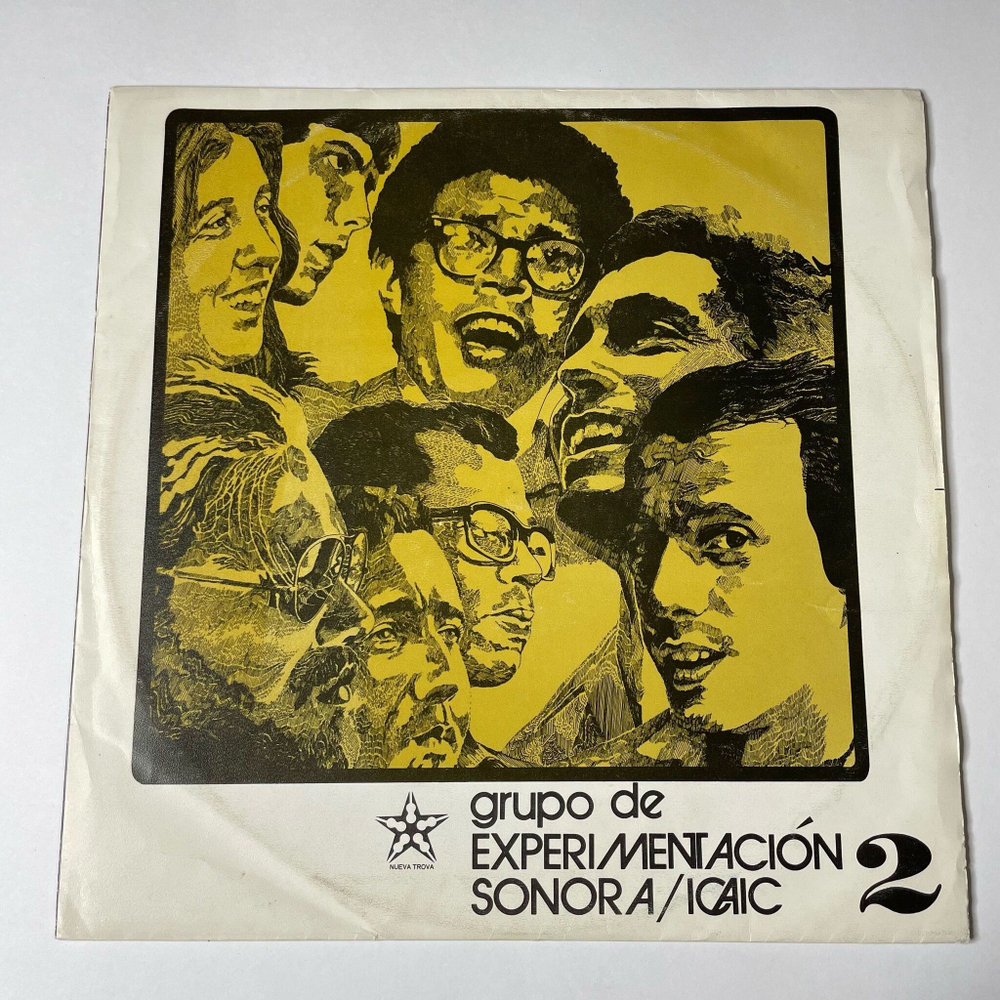 grupo de
EXPERIMENTACIÓN 2
SONORA/ICAIC
NUEVA TROVA